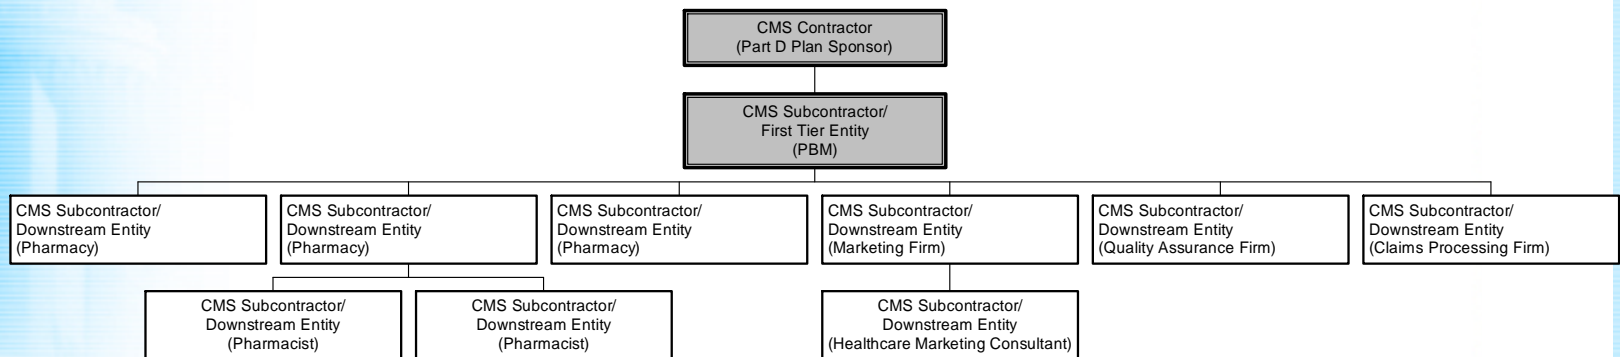 CMS Contractor
(Part D Plan Sponsor)
CMS Subcontractor/
First Tier Entity
(PBM)
CMS Subcontractor/
Downstream Entity
(Pharmacy)
CMS Subcontractor/
Downstream Entity
(Pharmacy)
CMS Subcontractor/
Downstream Entity
(Pharmacy)
CMS Subcontractor/
Downstream Entity
(Marketing Firm)
CMS Subcontractor/
Downstream Entity
(Quality Assurance Firm)
CMS Subcontractor/
Downstream Entity
(Claims Processing Firm)
CMS Subcontractor/
Downstream Entity
(Pharmacist)
CMS Subcontractor/
Downstream Entity
(Pharmacist)
CMS Subcontractor/
Downstream Entity
(Healthcare Marketing Consultant)